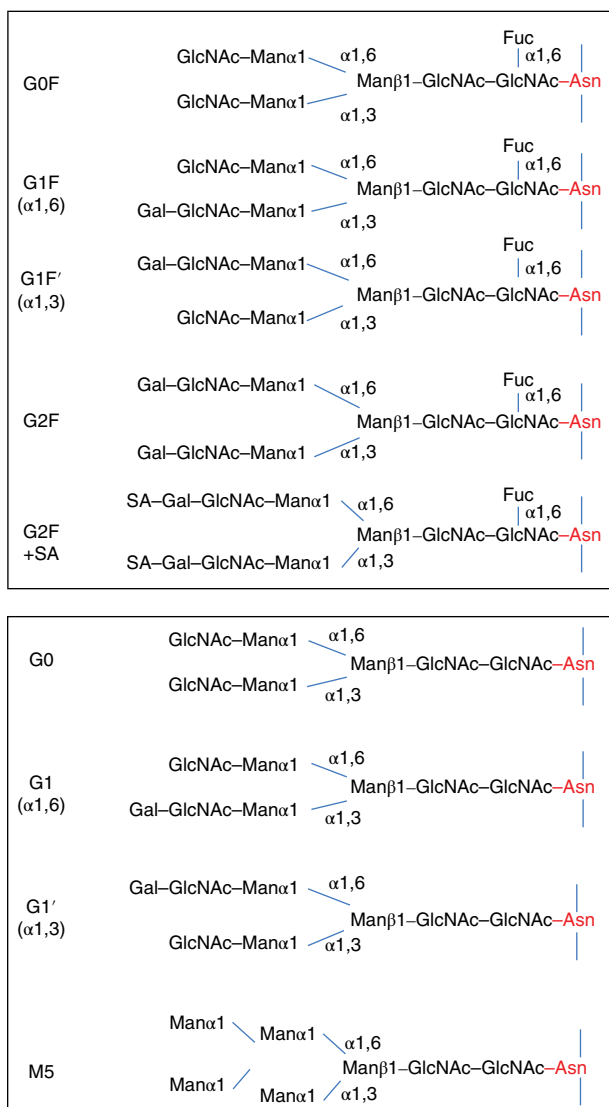 Fuc
GlcNAc–Manα1 α1,6 α1,6
G0F Manβ1–GlcNAc–GlcNAc–Asn
GlcNAc–Manα1
α1,3
Fuc
GlcNAc–Manα1 α1,6 α1,6
G1F Manβ1–GlcNAc–GlcNAc–Asn
(α1,6) Gal–GlcNAc–Manα1
α1,3
Fuc
Gal–GlcNAc–Manα1 α1,6 α1,6
G1F′ Manβ1–GlcNAc–GlcNAc–Asn
(α1,3) GlcNAc–Manα1 α1,3
Fuc
Gal–GlcNAc–Manα1 α1,6 α1,6
G2F Manβ1–GlcNAc–GlcNAc–Asn
Gal–GlcNAc–Manα1 α1,3
Fuc
SA–Gal–GlcNAc–Manα1 α1,6 α1,6
G2F Manβ1–GlcNAc–GlcNAc–Asn
+SA SA–Gal–GlcNAc–Manα1 α1,3
GlcNAc–Manα1 α1,6
G0 Manβ1–GlcNAc–GlcNAc–Asn
GlcNAc–Manα1 α1,3
GlcNAc–Manα1 α1,6
G1 Manβ1–GlcNAc–GlcNAc–Asn
(α1,6) Gal–GlcNAc–Manα1 α1,3
Gal–GlcNAc–Manα1 α1,6
G1′ Manβ1–GlcNAc–GlcNAc–Asn
(α1,3) GlcNAc–Manα1 α1,3
Manα1 Manα1 α1,6
M5 Manβ1–GlcNAc–GlcNAc–Asn
Manα1 Manα1 α1,3